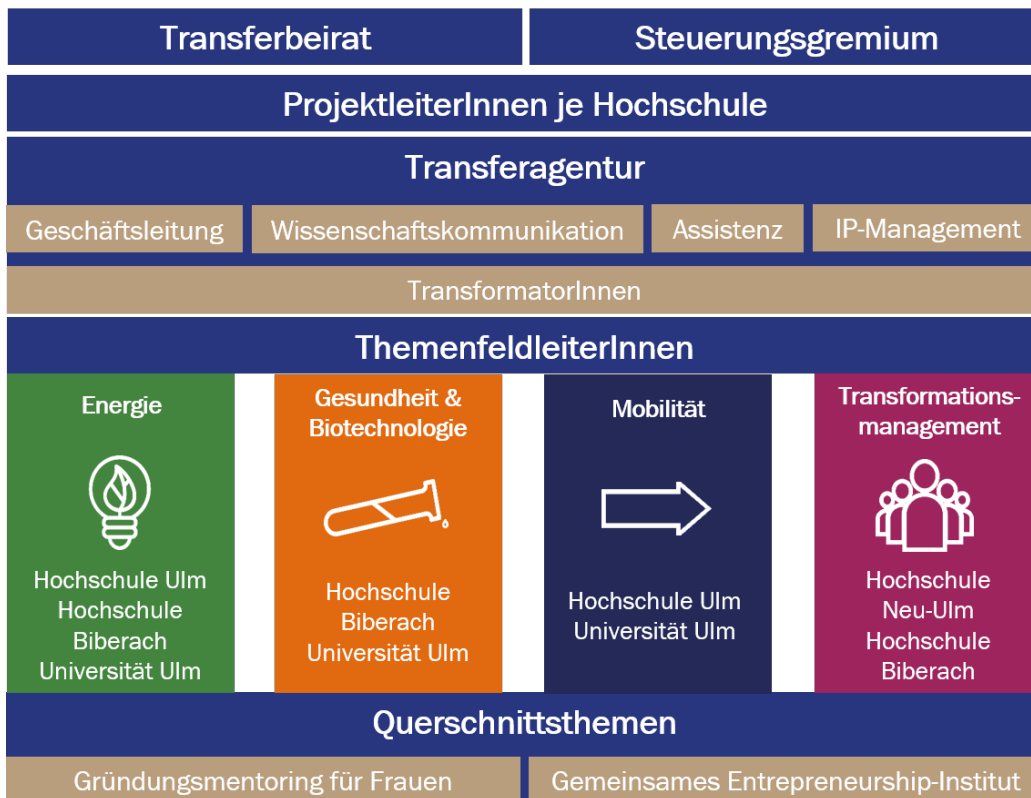 Transferbeirat
Steuerungsgremium
ProjektleiterInnen je Hochschule
Transferagentur
Geschäftsleitung
Wissenschaftskommunikation
Assistenz
IP-Management
TransformatorInnen
ThemenfeldleiterInnen
Energie
Hochschule Ulm
Hochschule
Biberach
Universität Ulm
Gesundheit &
Biotechnologie
Hochschule
Biberach
Universität Ulm
Mobilität
Hochschule Ulm
Universität Ulm
Transformations-
management
Hochschule
Neu-Ulm
Hochschule
Biberach
Querschnittsthemen
Gründungsmentoring für Frauen
Gemeinsames Entrepreneurship-Institut